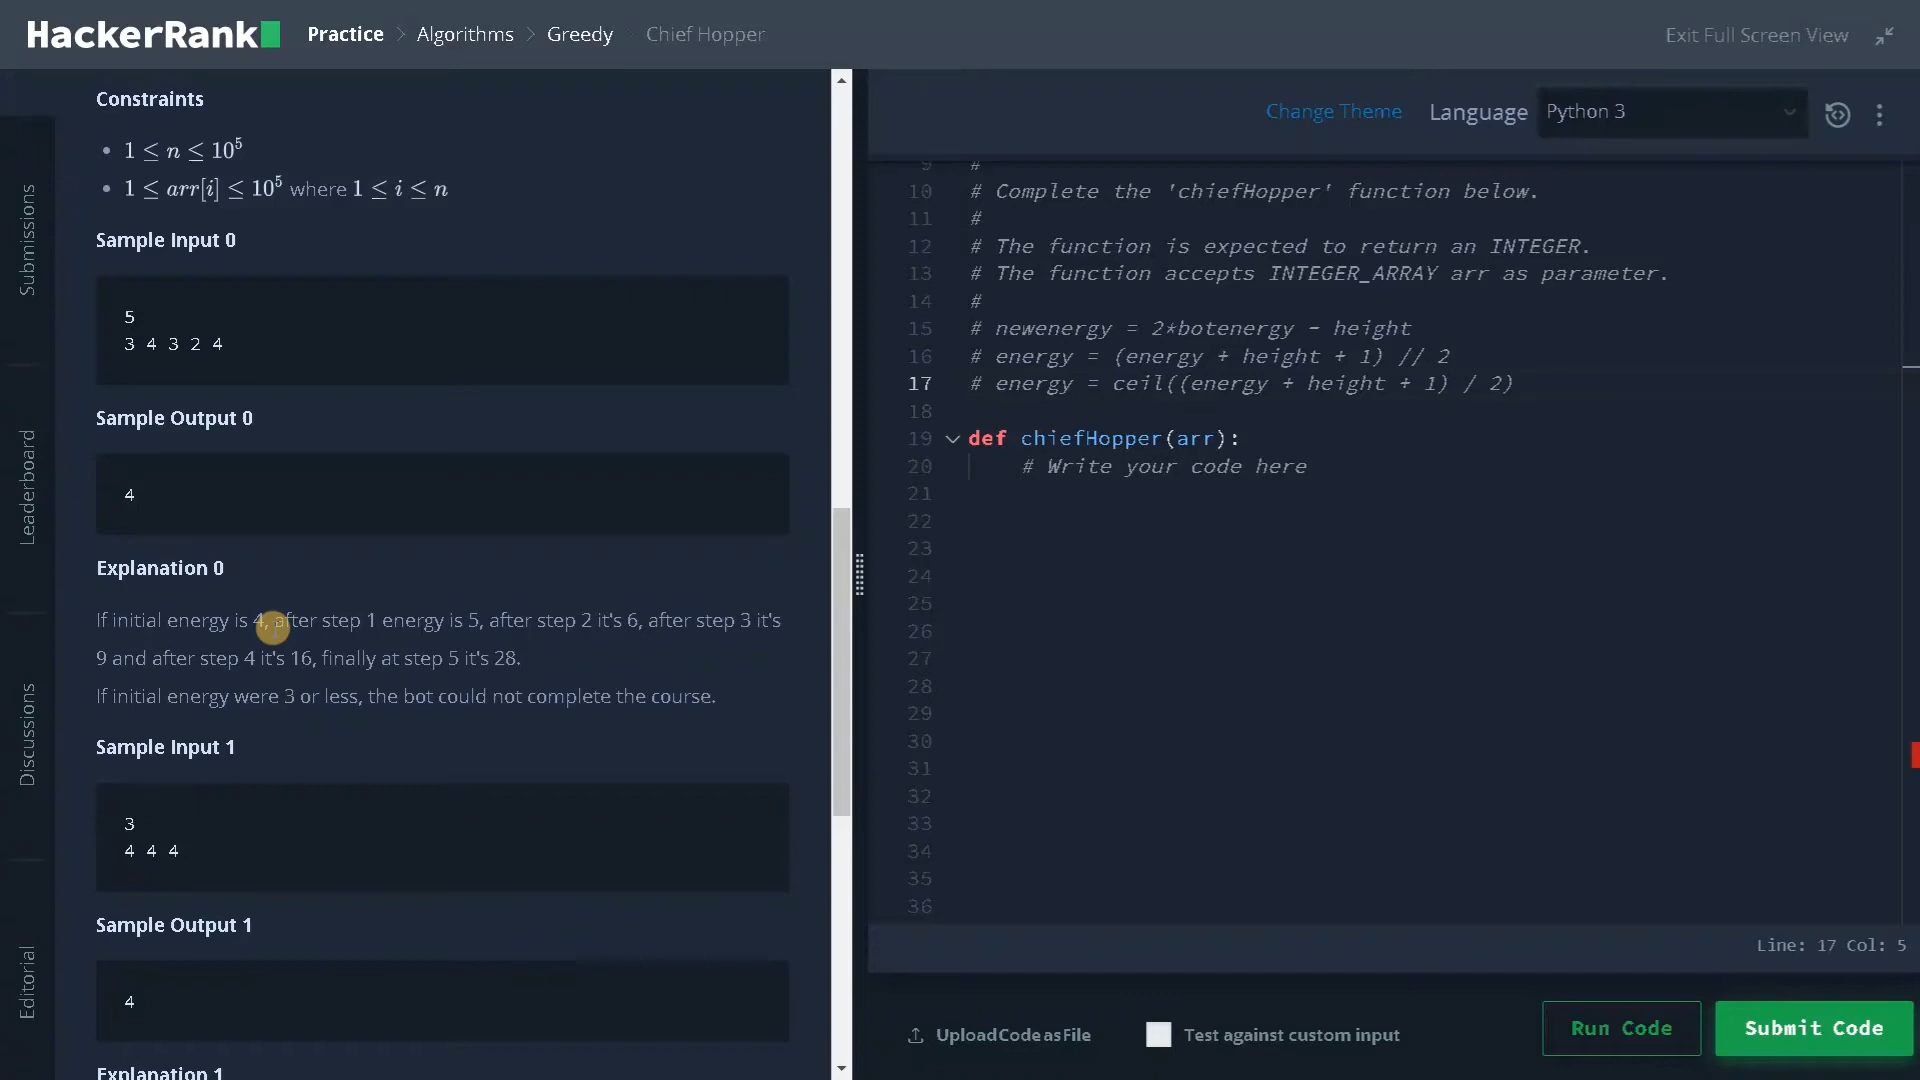 HackerRank
Practice > Algorithms > Greedy Chief Hopper
Exit Full Screen View
Submissions
Leaderboard
Discussions
Editorial
Constraints
• 1 ≤ n ≤ 10^5
• 1 ≤ arr[i] ≤ 10^5 where 1 ≤ i ≤ n
Sample Input 0
5
3 4 3 2 4
Sample Output 0
4
Explanation 0
If initial energy is 4, after step 1 energy is 5, after step 2 it's 6, after step 3 it's
9 and after step 4 it's 16, finally at step 5 it's 28.
If initial energy were 3 or less, the bot could not complete the course.
Sample Input 1
3
4 4 4
Sample Output 1
4
Explanation 1
Change Theme Language Python 3
9 #
10 # Complete the 'chiefHopper' function below.
11 #
12 # The function is expected to return an INTEGER.
13 # The function accepts INTEGER_ARRAY arr as parameter.
14 #
15 # newenergy = 2*botenergy - height
16 # energy = (energy + height + 1) // 2
17 # energy = ceil((energy + height + 1) / 2)
18
19 def chiefHopper(arr):
20 # Write your code here
21
22
23
24
25
26
27
28
29
30
31
32
33
34
35
36
Line: 17 Col: 5
Upload Code as File
Test against custom input
Run Code
Submit Code